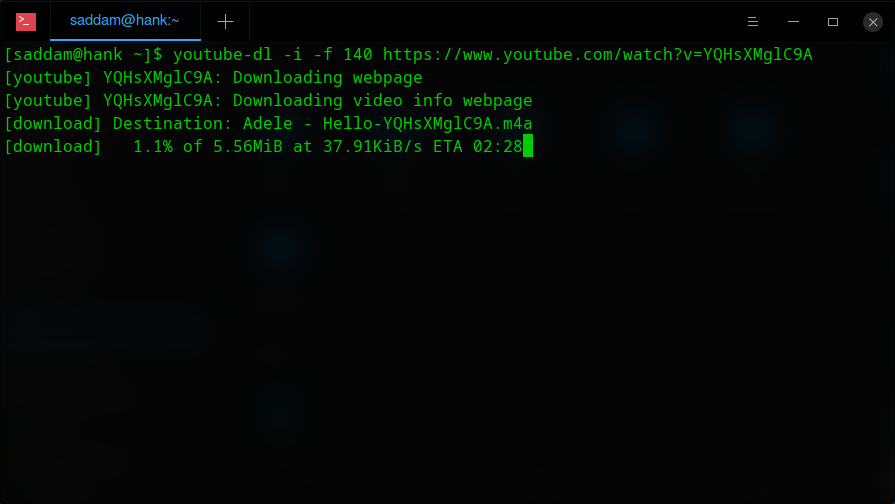 saddam@hank:~
[saddam@hank ~]$ youtube-dl -i -f 140 https://www.youtube.com/watch?v=YQHsXMglC9A
[youtube] YQHsXMglC9A: Downloading webpage
[youtube] YQHsXMglC9A: Downloading video info webpage
[download] Destination: Adele - Hello-YQHsXMglC9A.m4a
[download]   1.1% of 5.56MiB at 37.91KiB/s ETA 02:28